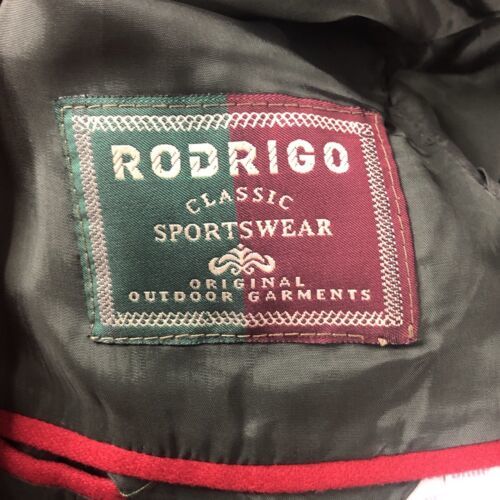 RODRIGO
CLASSIC
SPORTSWEAR
ORIGINAL
OUTDOOR GARMENTS